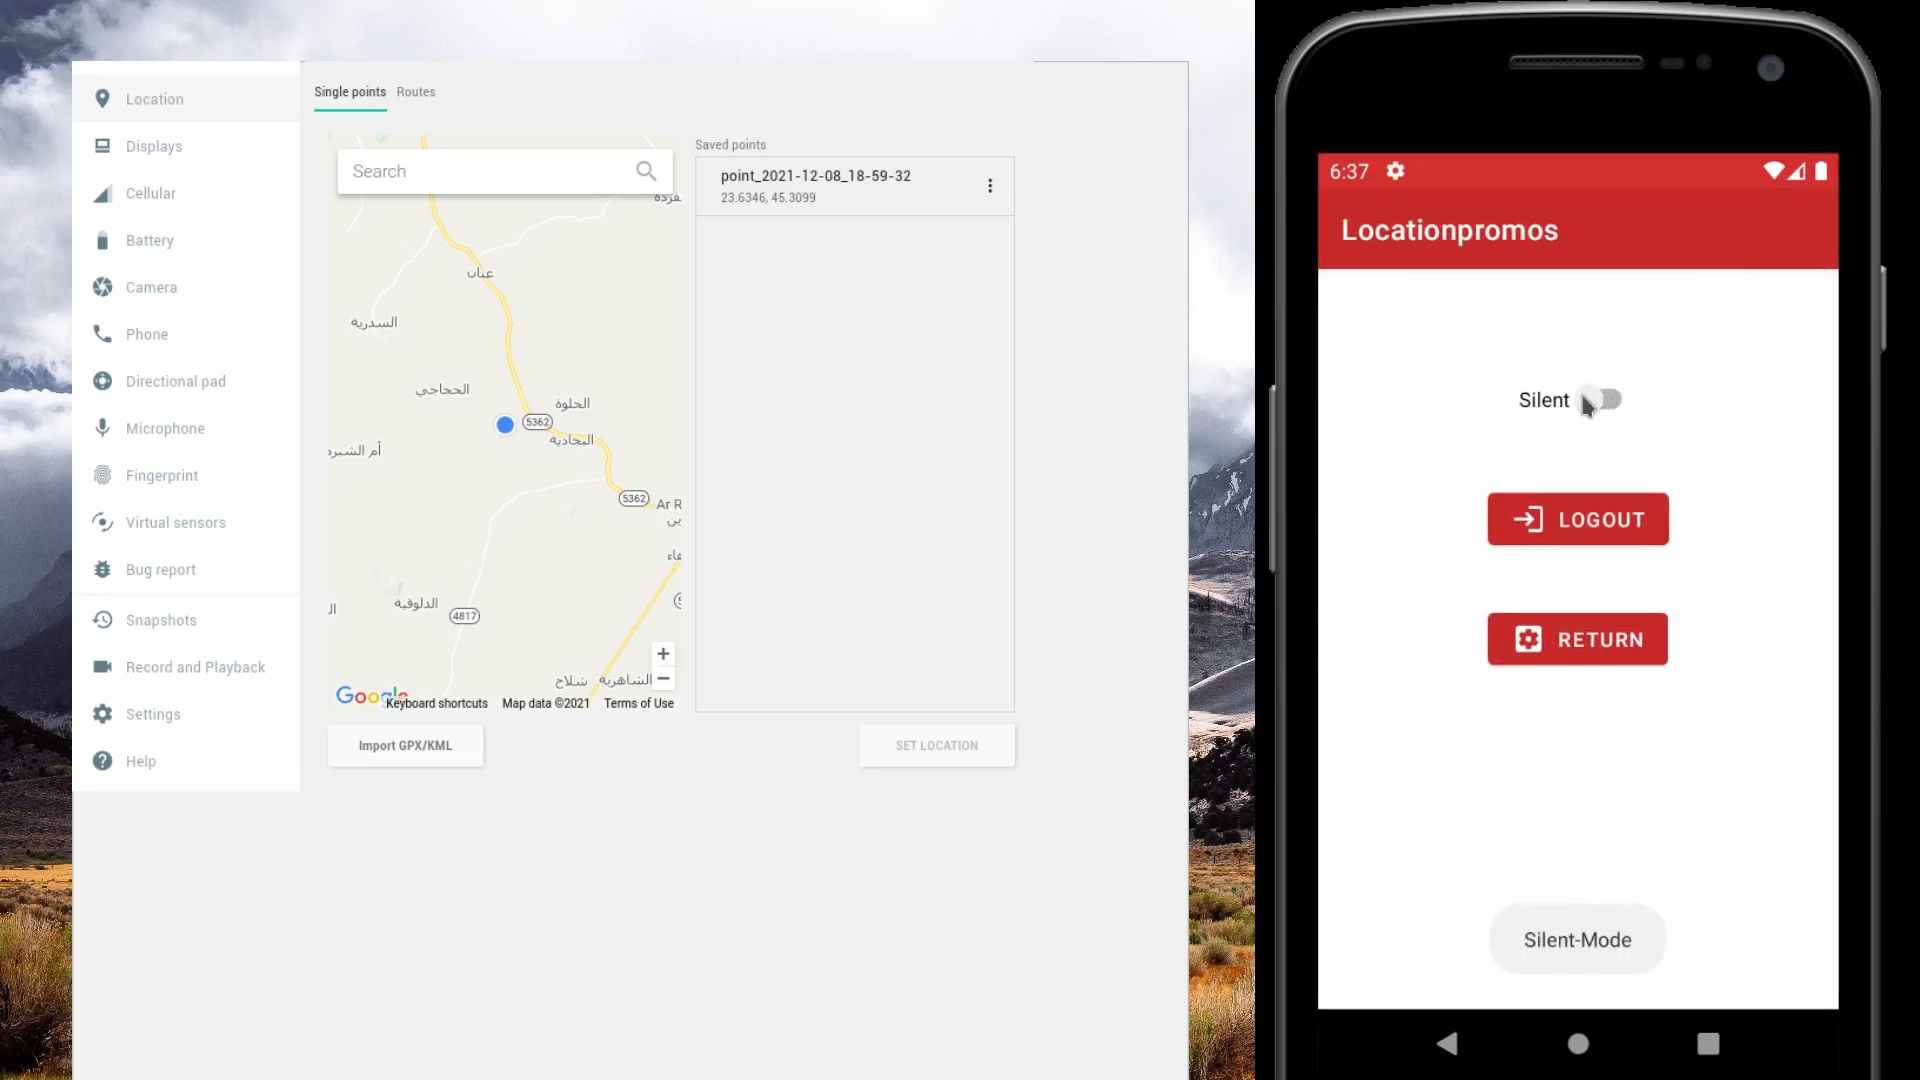 Location
Displays
Cellular
Battery
Camera
Phone
Directional pad
Microphone
Fingerprint
Virtual sensors
Bug report
Snapshots
Record and Playback
Settings
Help
Single points Routes
Search
عنان
السدرية
الحجاجي
الحلوة
5362
البجادية
أم الشبرم
5362
Ar R
الدلوقية
4817
شلاح
الشاهرية
Google
Keyboard shortcuts Map data ©2021 Terms of Use
Saved points
point_2021-12-08_18-59-32
23.6346, 45.3099
Import GPX/KML
SET LOCATION
6:37
Locationpromos
Silent
LOGOUT
RETURN
Silent-Mode